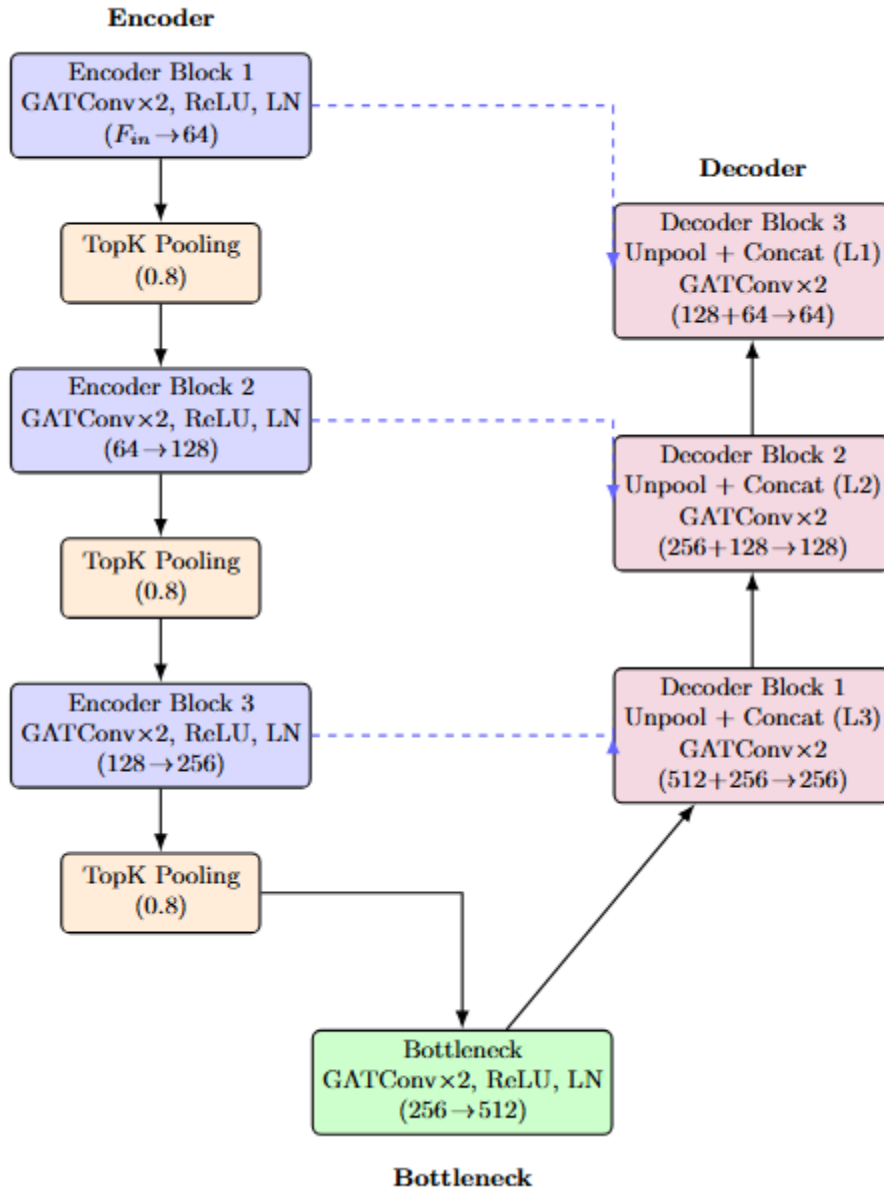 Encoder
Encoder Block 1
GATConv×2, ReLU, LN
(F_in→64)
TopK Pooling
(0.8)
Encoder Block 2
GATConv×2, ReLU, LN
(64→128)
TopK Pooling
(0.8)
Encoder Block 3
GATConv×2, ReLU, LN
(128→256)
TopK Pooling
(0.8)
Bottleneck
GATConv×2, ReLU, LN
(256→512)
Bottleneck
Decoder
Decoder Block 3
Unpool + Concat (L1)
GATConv×2
(128+64→64)
Decoder Block 2
Unpool + Concat (L2)
GATConv×2
(256+128→128)
Decoder Block 1
Unpool + Concat (L3)
GATConv×2
(512+256→256)